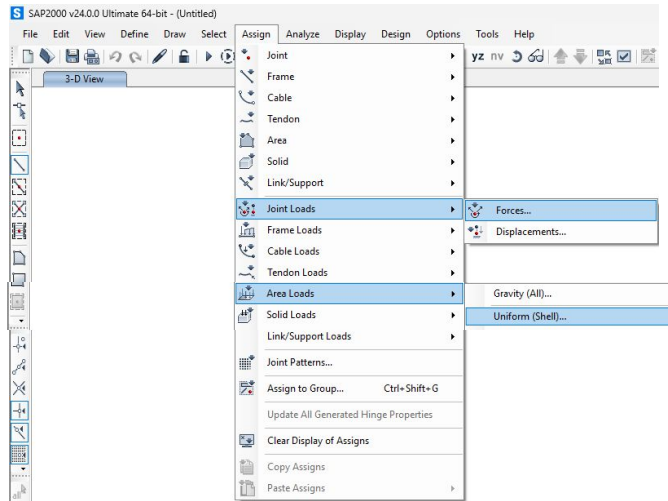 SAP2000 v24.0.0 Ultimate 64-bit - (Untitled)
File Edit View Define Draw Select Assign Analyze Display Design Options Tools Help
yz nv
3-D View
Joint
Frame
Cable
Tendon
Area
Solid
Link/Support
Joint Loads
Forces...
Frame Loads
Displacements...
Cable Loads
Tendon Loads
Area Loads
Gravity (All)...
Solid Loads
Uniform (Shell)...
Link/Support Loads
Joint Patterns...
Assign to Group... Ctrl+Shift+G
Update All Generated Hinge Properties
Clear Display of Assigns
Copy Assigns
Paste Assigns